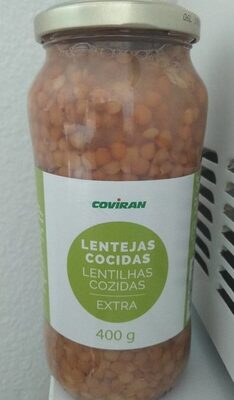 COVIRAN
LENTEJAS
COCIDAS
LENTILHAS
COZIDAS
EXTRA
400 g